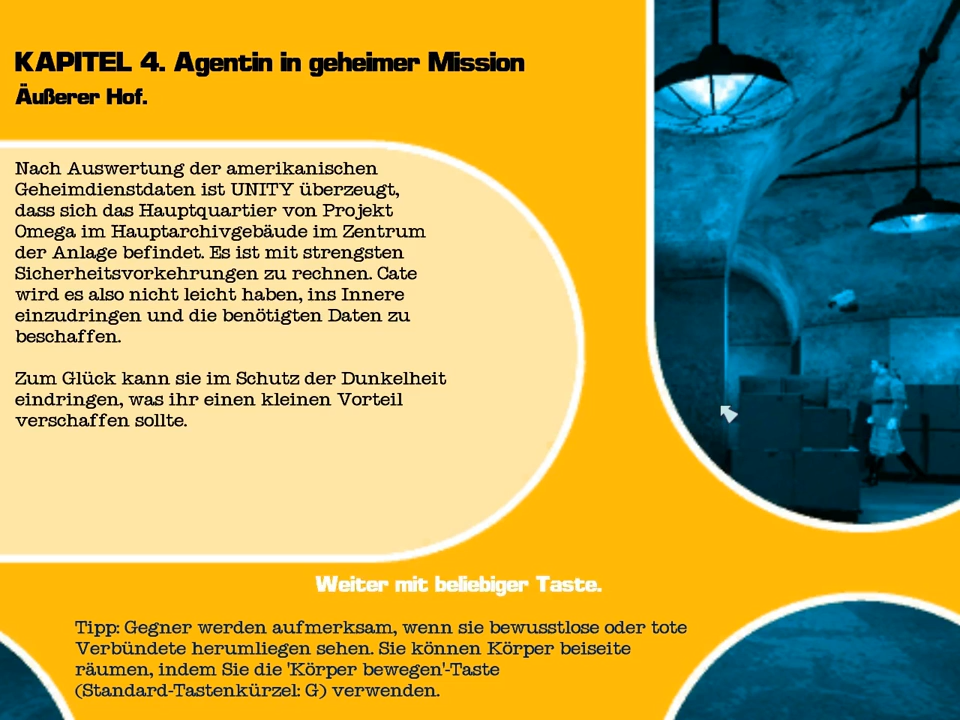 KAPITEL 4. Agentin in geheimer Mission
Äußerer Hof.
Nach Auswertung der amerikanischen
Geheimdienstdaten ist UNITY überzeugt,
dass sich das Hauptquartier von Projekt
Omega im Hauptarchivgebäude im Zentrum
der Anlage befindet. Es ist mit strengsten
Sicherheitsvorkehrungen zu rechnen. Cate
wird es also nicht leicht haben, ins Innere
einzudringen und die benötigten Daten zu
beschaffen.
Zum Glück kann sie im Schutz der Dunkelheit
eindringen, was ihr einen kleinen Vorteil
verschaffen sollte.
Weiter mit beliebiger Taste.
Tipp: Gegner werden aufmerksam, wenn sie bewusstlose oder tote
Verbündete herumliegen sehen. Sie können Körper beiseite
räumen, indem Sie die 'Körper bewegen'-Taste
(Standard-Tastenkürzel: G) verwenden.